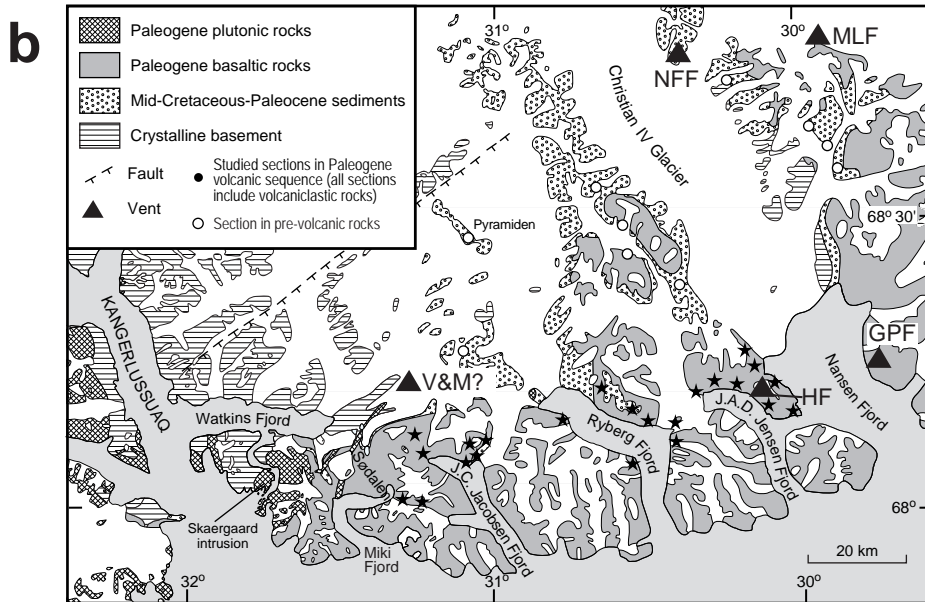 b
Paleogene plutonic rocks
Paleogene basaltic rocks
Mid-Cretaceous-Paleocene sediments
Crystalline basement
Fault
Vent
Studied sections in Paleogene
volcanic sequence (all sections
include volcaniclastic rocks)
Section in pre-volcanic rocks
31º
30º
MLF
NFF
Christian IV Glacier
68º 30'
Pyramiden
KANGERLUSSUAQ
GPF
V&M?
Nansen Fjord
HF
Watkins Fjord
J.A.D. Jensen Fjord
Ryberg Fjord
Sødalen
J.C. Jacobsen Fjord
Skaergaard
intrusion
Miki
Fjord
68º
20 km
32º
31º
30º